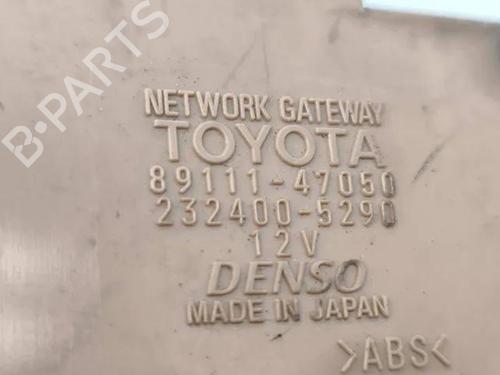 B-PARTS
NETWORK GATEWAY
TOYOTA
89111-47050
232400-5290
12V
DENSO
MADE IN JAPAN
>ABS<